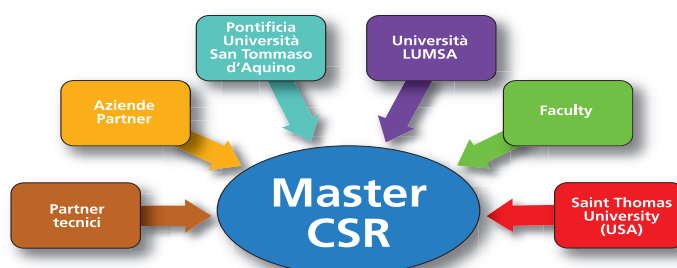 Pontificia
Università
San Tommaso
d'Aquino
Università
LUMSA
Aziende
Partner
Faculty
Partner
tecnici
Master
CSR
Saint Thomas
University
(USA)